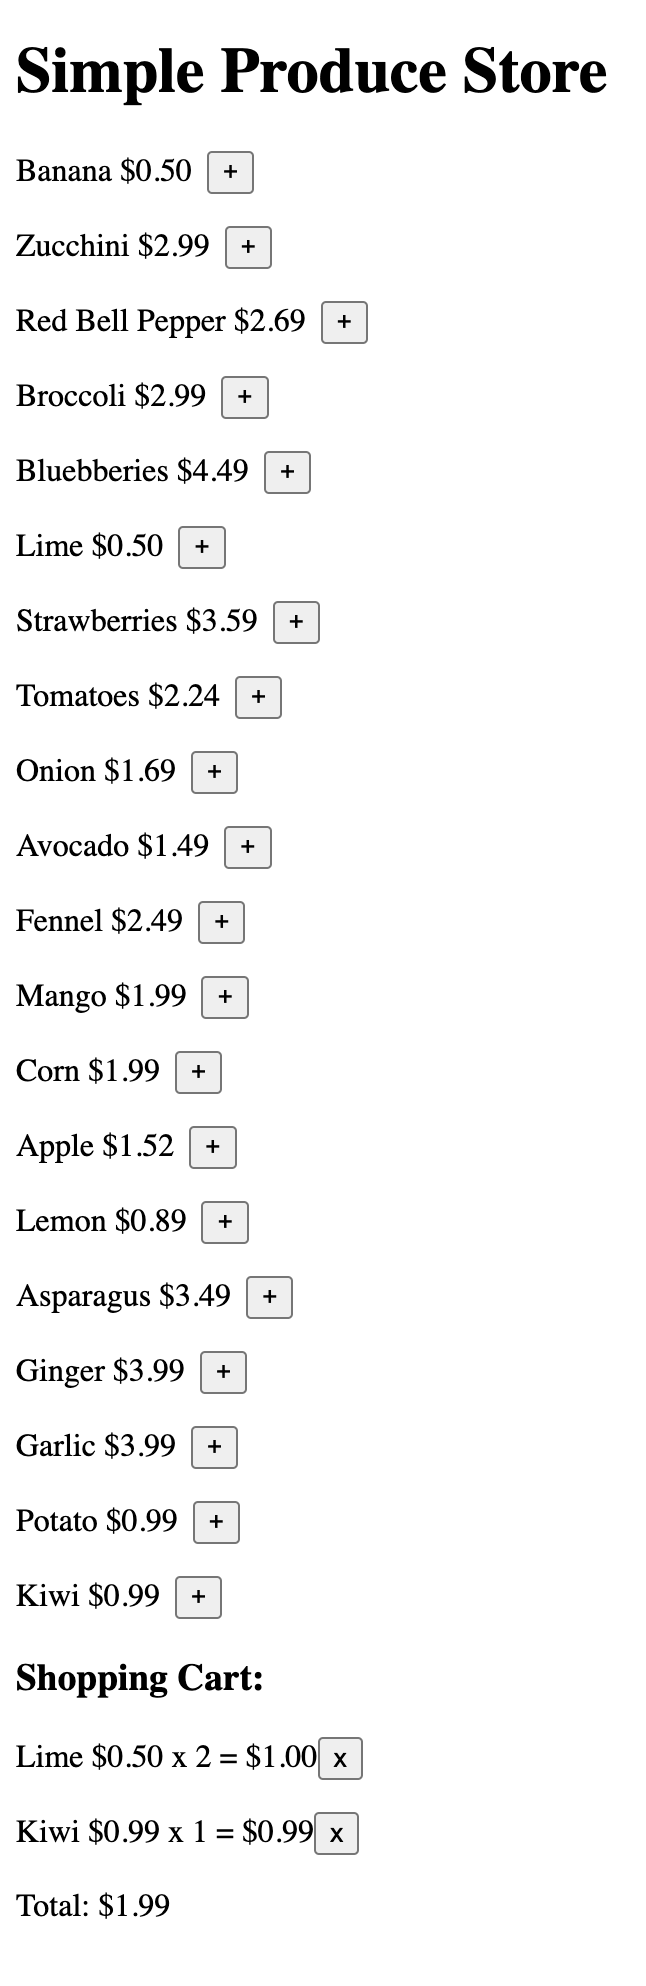 Simple Produce Store
Banana $0.50 +
Zucchini $2.99 +
Red Bell Pepper $2.69 +
Broccoli $2.99 +
Bluebberies $4.49 +
Lime $0.50 +
Strawberries $3.59 +
Tomatoes $2.24 +
Onion $1.69 +
Avocado $1.49 +
Fennel $2.49 +
Mango $1.99 +
Corn $1.99 +
Apple $1.52 +
Lemon $0.89 +
Asparagus $3.49 +
Ginger $3.99 +
Garlic $3.99 +
Potato $0.99 +
Kiwi $0.99 +
Shopping Cart:
Lime $0.50 x 2 = $1.00 x
Kiwi $0.99 x 1 = $0.99 x
Total: $1.99